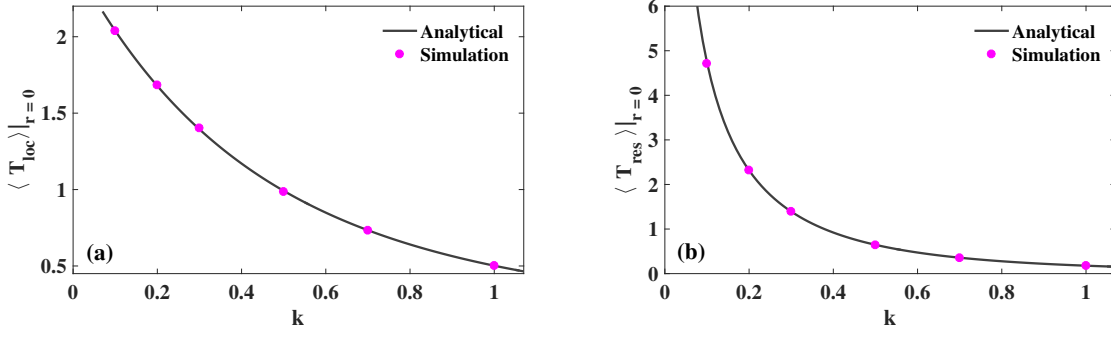 2
1.5
1
0.5
⟨ T_loc ⟩|_{r = 0}
Analytical
Simulation
(a)
0
0.2
0.4
0.6
0.8
1
k
6
5
4
3
2
1
0
⟨ T_res ⟩|_{r = 0}
Analytical
Simulation
(b)
0
0.2
0.4
0.6
0.8
1
k